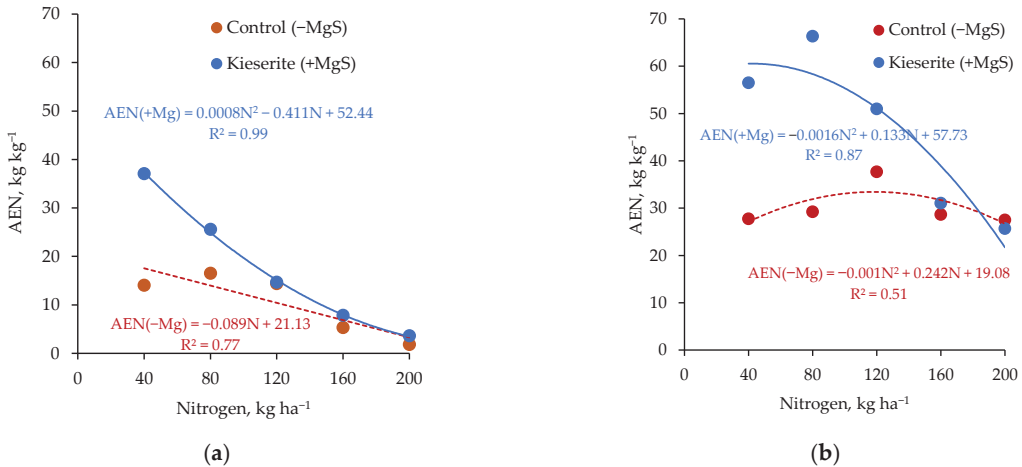 70
Control (−MgS)
60
Kieserite (+MgS)
50
AEN(+Mg) = 0.0008N² − 0.411N + 52.44
R² = 0.99
40
30
20
10
AEN(−Mg) = −0.089N + 21.13
R² = 0.77
0
AEN, kg kg⁻¹
0 40 80 120 160 200
Nitrogen, kg ha⁻¹
(a)
70
Control (−MgS)
60
Kieserite (+MgS)
50
AEN(+Mg) = −0.0016N² + 0.133N + 57.73
R² = 0.87
40
30
20
AEN(−Mg) = −0.001N² + 0.242N + 19.08
R² = 0.51
10
0
AEN, kg kg⁻¹
0 40 80 120 160 200
Nitrogen, kg ha⁻¹
(b)